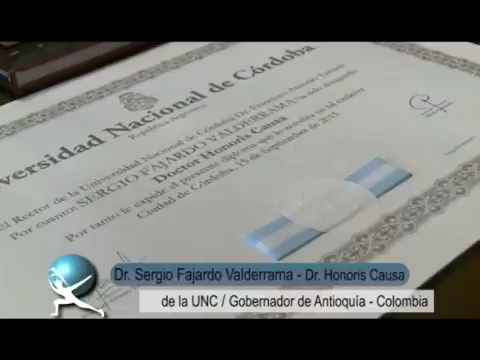 Universidad Nacional de Córdoba
República Argentina
El Rector de la Universidad Nacional de Córdoba Dr. Francisco Antonio Tamarit
Por cuanto: SERGIO FAJARDO VALDERRAMA ha sido designado
Doctor Honoris Causa
Por tanto le expide el presente diploma que lo acredita en tal carácter
Ciudad de Córdoba, 15 de Septiembre de 2015
Dr. Sergio Fajardo Valderrama - Dr. Honoris Causa
de la UNC / Gobernador de Antioquía - Colombia